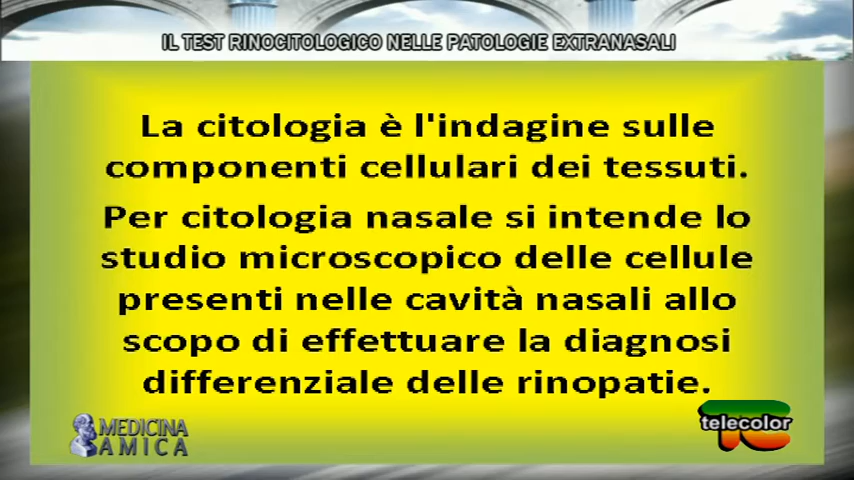 IL TEST RINOCITOLOGICO NELLE PATOLOGIE EXTRANASALI
La citologia è l'indagine sulle
componenti cellulari dei tessuti.
Per citologia nasale si intende lo
studio microscopico delle cellule
presenti nelle cavità nasali allo
scopo di effettuare la diagnosi
differenziale delle rinopatie.
MEDICINA
AMICA
telecolor